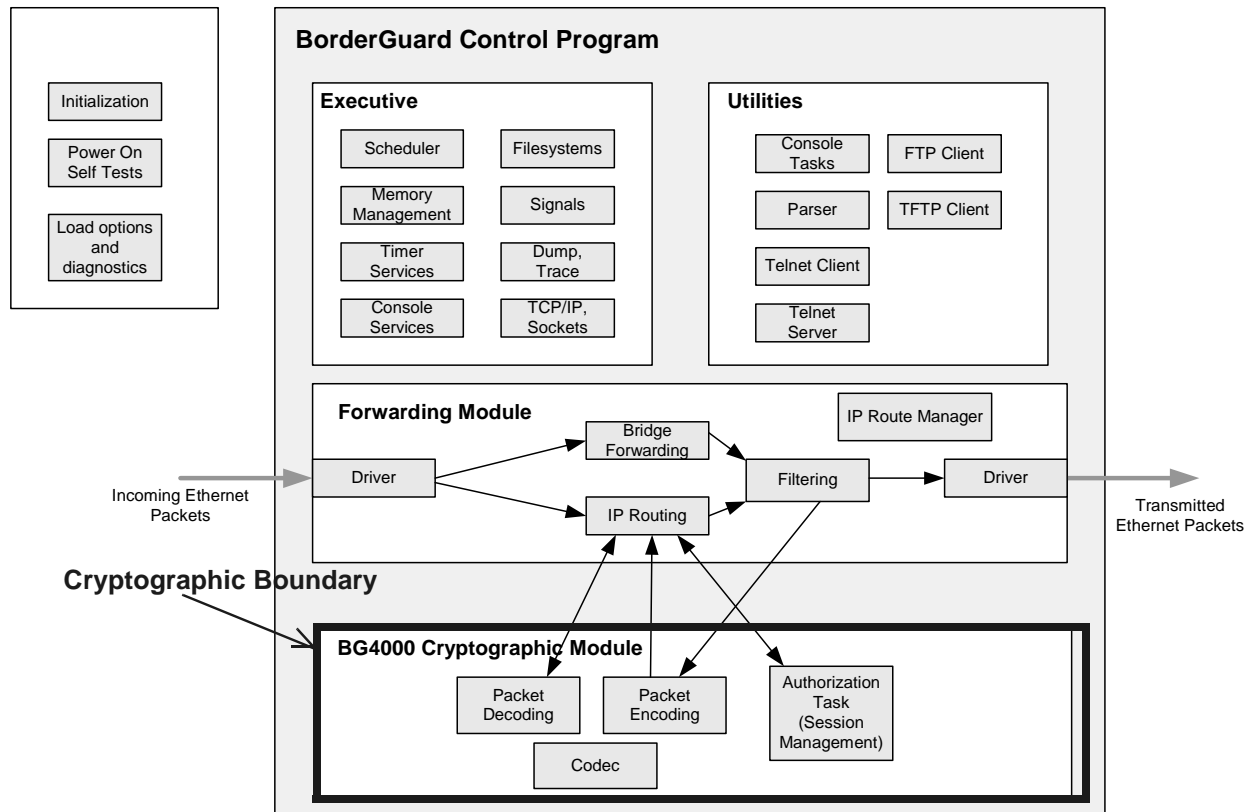 BorderGuard Control Program
Initialization
Power On
Self Tests
Load options
and
diagnostics
Executive
Scheduler
Filesystems
Memory
Management
Signals
Timer
Services
Dump,
Trace
Console
Services
TCP/IP,
Sockets
Utilities
Console
Tasks
FTP Client
Parser
TFTP Client
Telnet Client
Telnet
Server
Forwarding Module
IP Route Manager
Bridge
Forwarding
Driver
Filtering
Driver
IP Routing
Incoming Ethernet
Packets
Transmitted
Ethernet Packets
Cryptographic Boundary
BG4000 Cryptographic Module
Packet
Decoding
Packet
Encoding
Authorization
Task
(Session
Management)
Codec